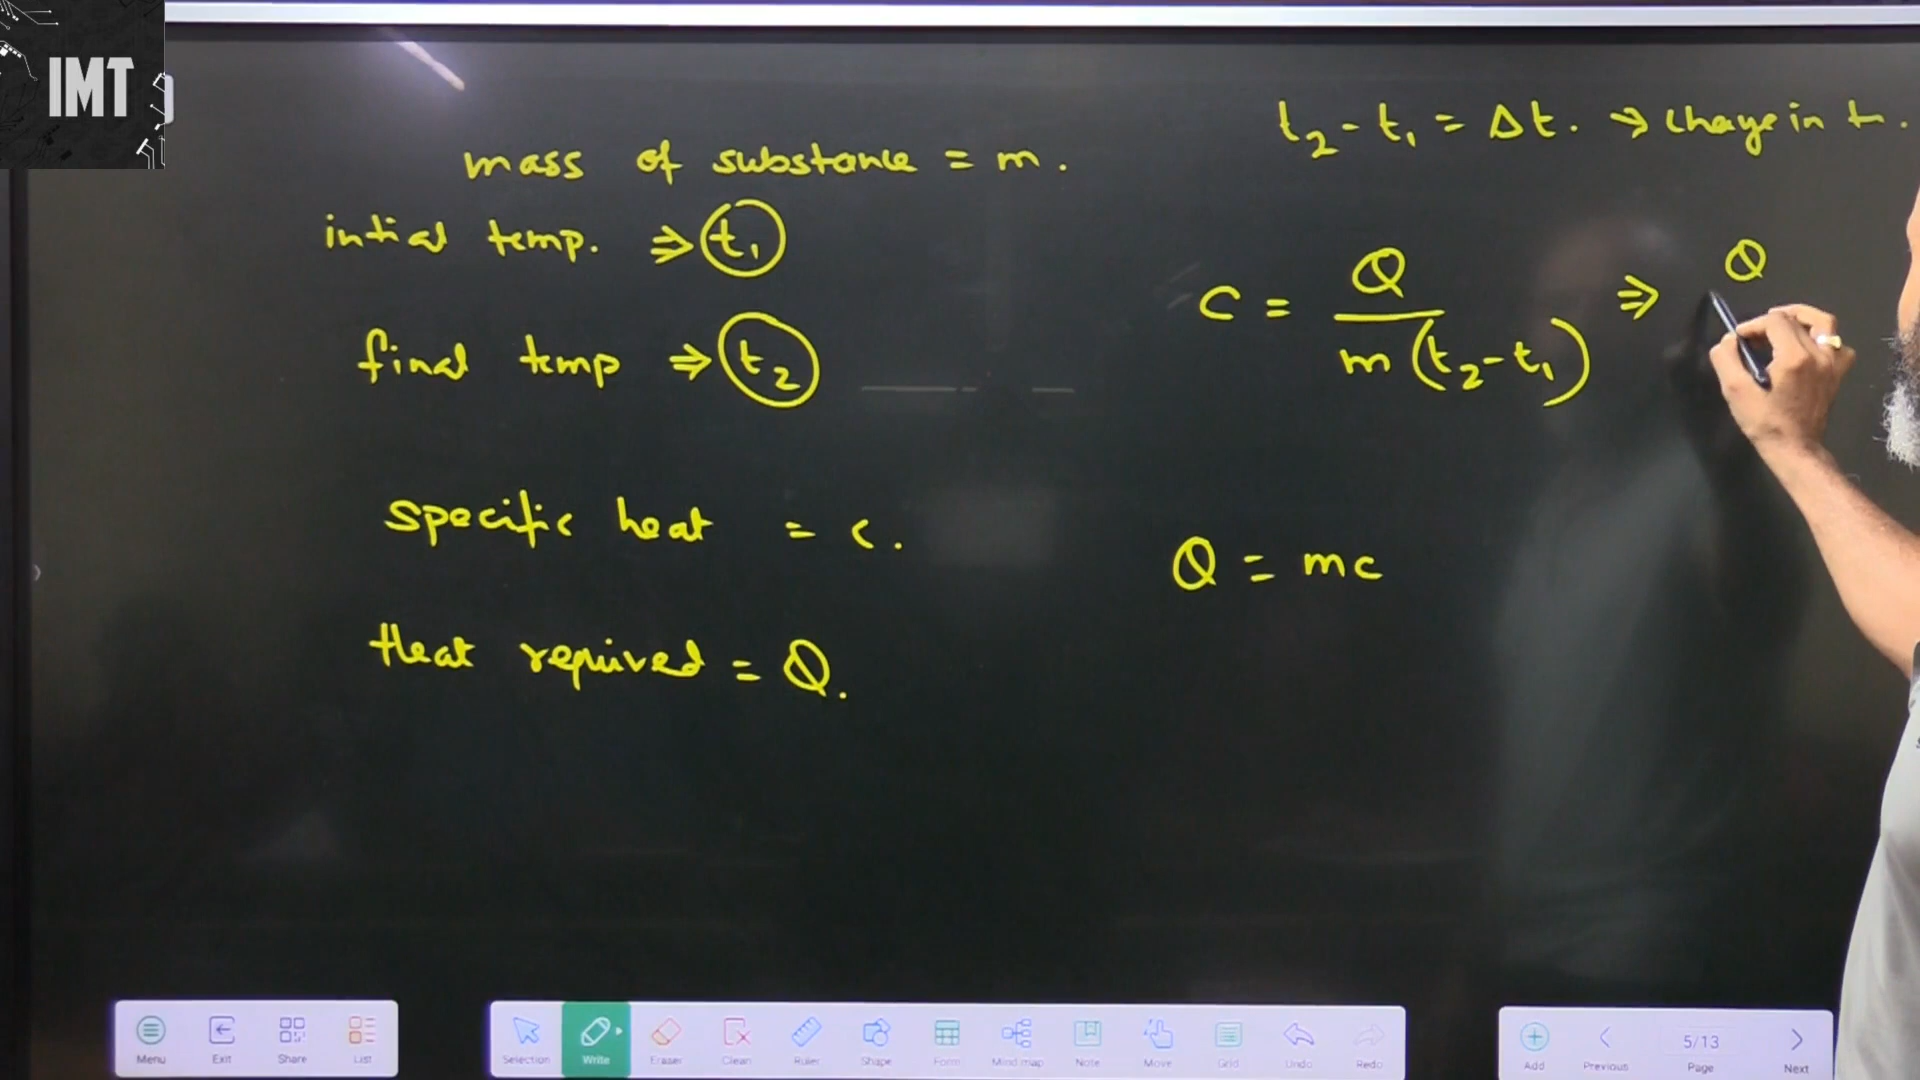 IMT
mass of substance = m.
intial temp. ⇒ t₁
final temp ⇒ t₂
specific heat = c.
Heat required = Q.
t₂ - t₁ = Δt. → change in t.
C = Q / m (t₂ - t₁) ⇒ Q
Q = mc
Menu Exit Share List
Selection Write Eraser Clean Ruler Shape Form Mind map Note Move Grid Undo Redo
Add Previous 5/13 Page Next